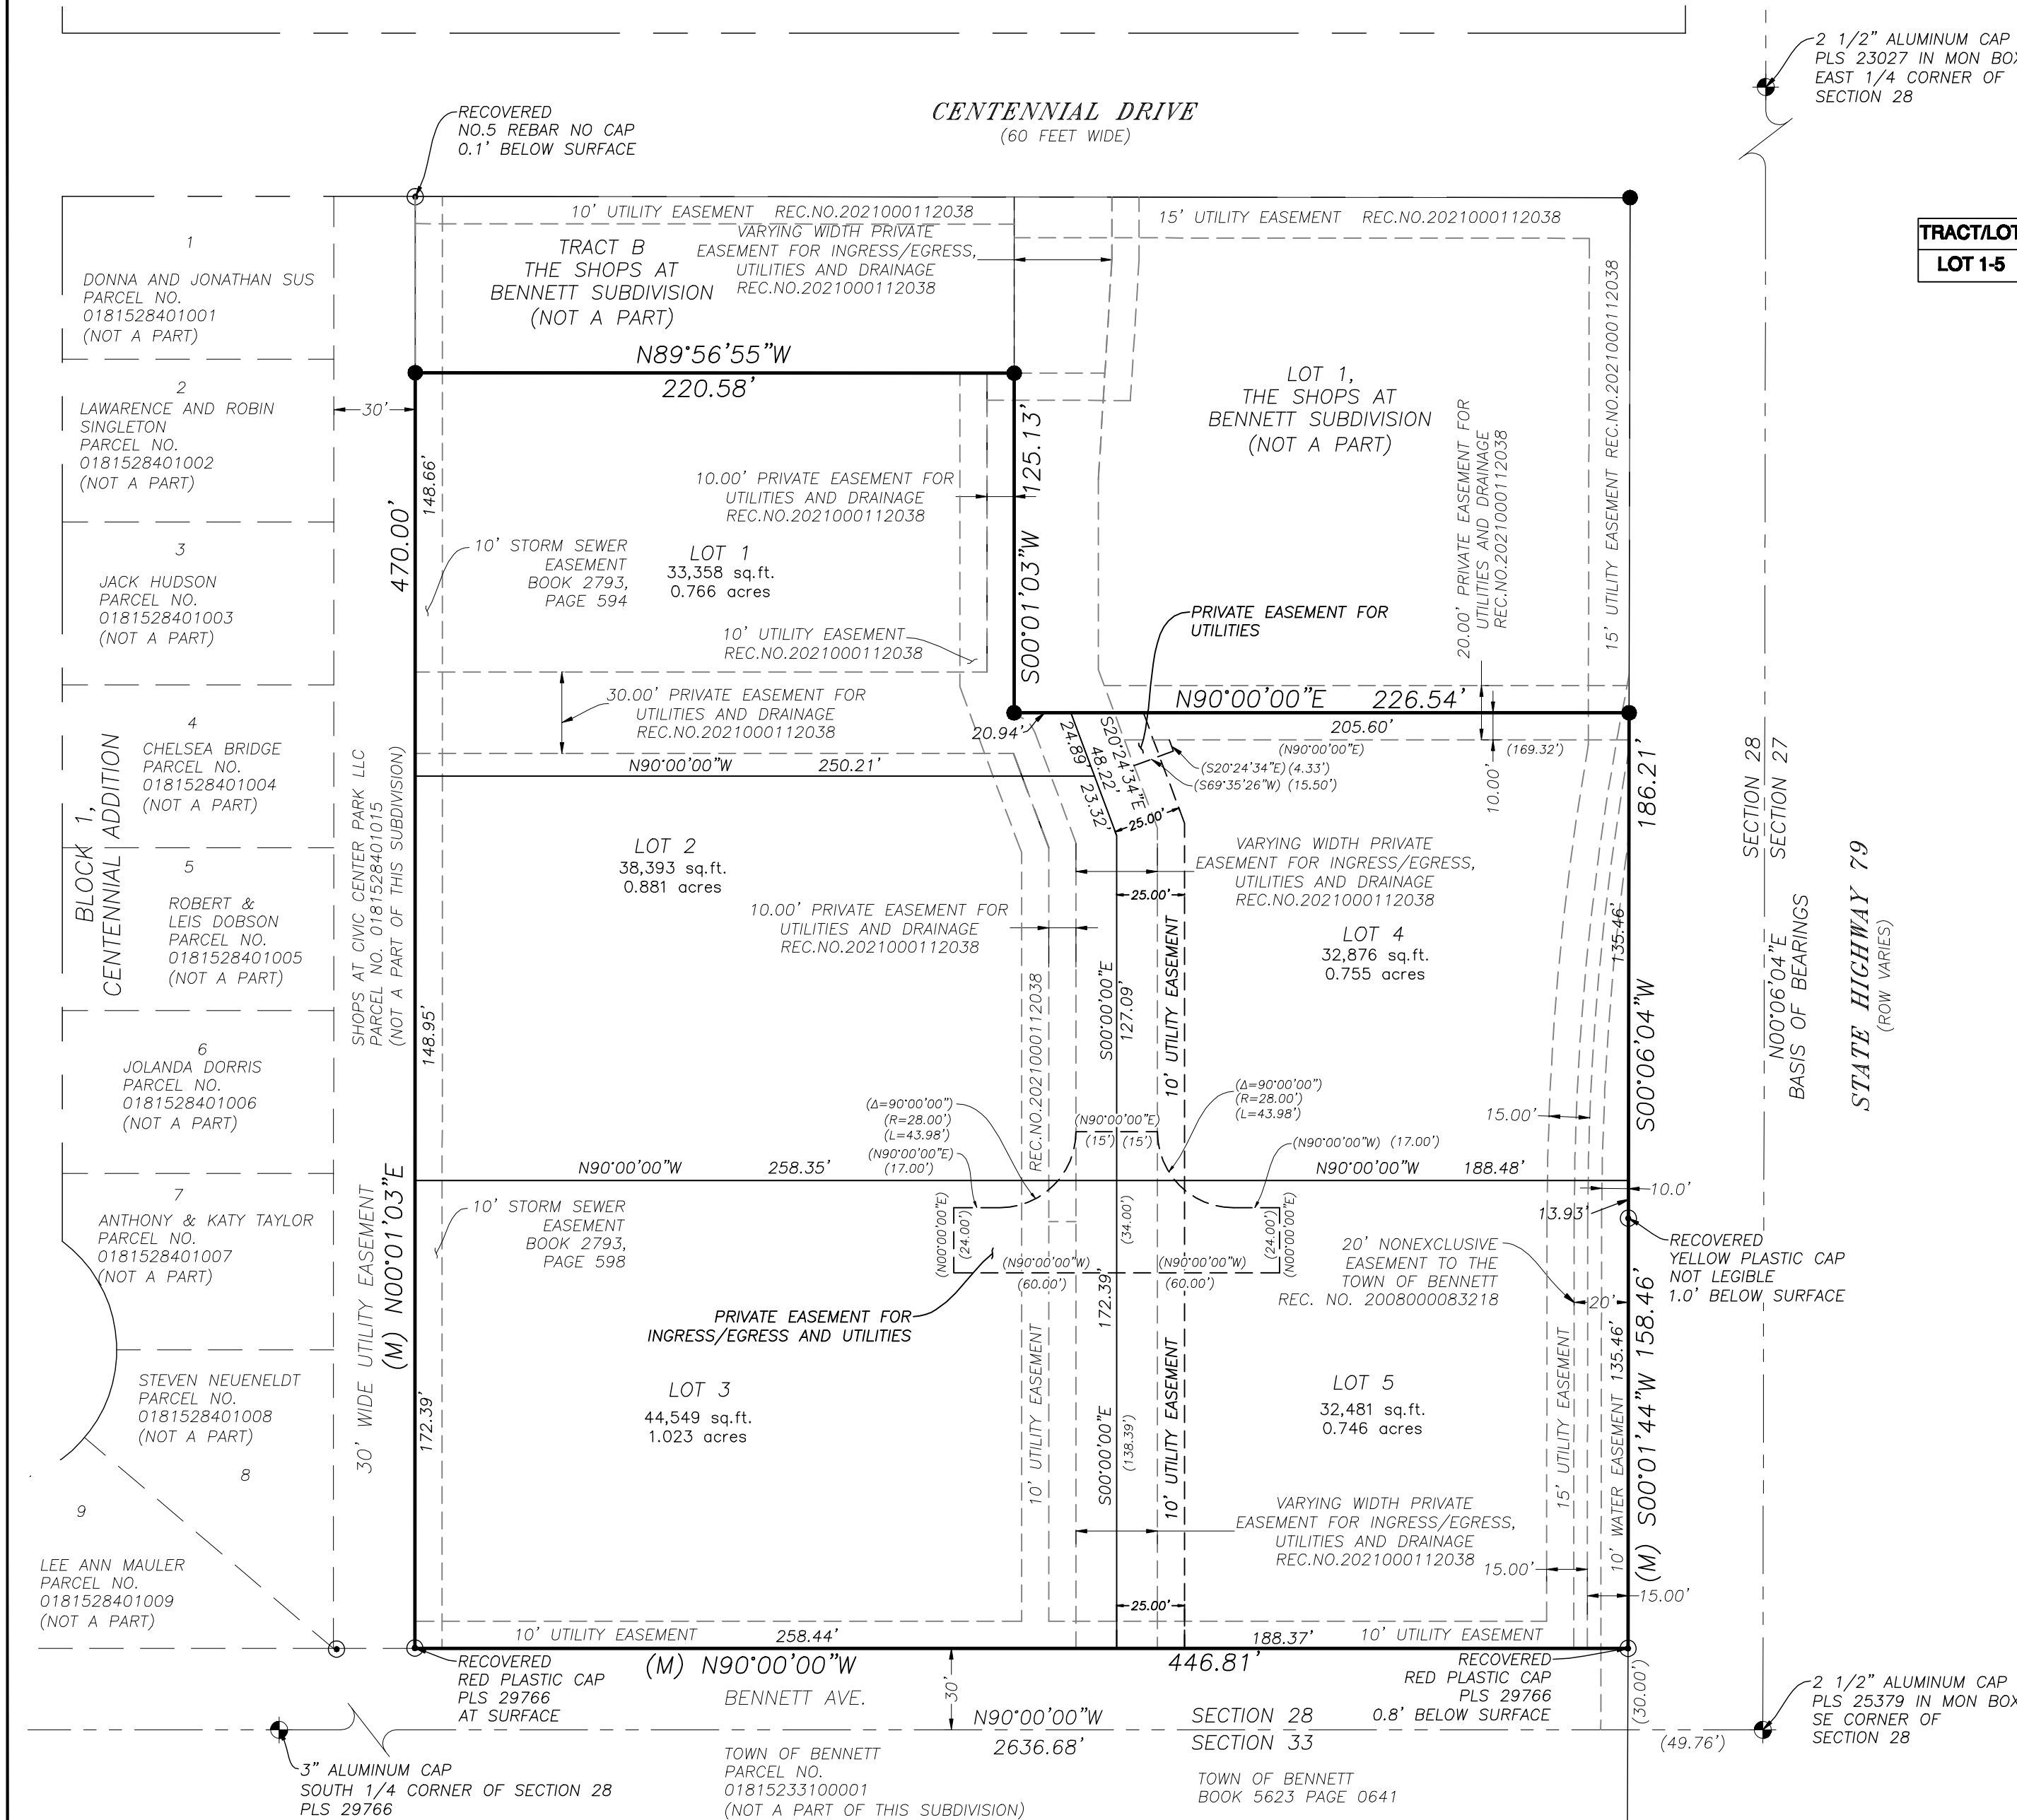 2 1/2" ALUMINUM CAP
PLS 23027 IN MON BOX
EAST 1/4 CORNER OF
SECTION 28
RECOVERED
NO.5 REBAR NO CAP
0.1' BELOW SURFACE
CENTENNIAL DRIVE
(60 FEET WIDE)
TRACT/LOT
LOT 1-5
10' UTILITY EASEMENT REC.NO.2021000112038
15' UTILITY EASEMENT REC.NO.2021000112038
TRACT B
THE SHOPS AT
BENNETT SUBDIVISION
(NOT A PART)
VARYING WIDTH PRIVATE
EASEMENT FOR INGRESS/EGRESS,
UTILITIES AND DRAINAGE
REC.NO.2021000112038
1
DONNA AND JONATHAN SUS
PARCEL NO.
0181528401001
(NOT A PART)
2
LAWARENCE AND ROBIN
SINGLETON
PARCEL NO.
0181528401002
(NOT A PART)
3
JACK HUDSON
PARCEL NO.
0181528401003
(NOT A PART)
4
CHELSEA BRIDGE
PARCEL NO.
0181528401004
(NOT A PART)
5
ROBERT &
LEIS DOBSON
PARCEL NO.
0181528401005
(NOT A PART)
6
JOLANDA DORRIS
PARCEL NO.
0181528401006
(NOT A PART)
7
ANTHONY & KATY TAYLOR
PARCEL NO.
0181528401007
(NOT A PART)
STEVEN NEUENELDT
PARCEL NO.
0181528401008
(NOT A PART)
8
9
LEE ANN MAULER
PARCEL NO.
0181528401009
(NOT A PART)
BLOCK 1,
CENTENNIAL ADDITION
30'
SHOPS AT CIVIC CENTER PARK LLC
PARCEL NO. 0181528401015
(NOT A PART OF THIS SUBDIVISION)
30' WIDE UTILITY EASEMENT
(M) N00°01'03"E
470.00'
148.66'
148.95'
172.39'
N89°56'55"W
220.58'
125.13'
S00°01'03"W
LOT 1,
THE SHOPS AT
BENNETT SUBDIVISION
(NOT A PART)
20.00' PRIVATE EASEMENT FOR
UTILITIES AND DRAINAGE
REC.NO.2021000112038
15' UTILITY EASEMENT REC.NO.2021000112038
10.00' PRIVATE EASEMENT FOR
UTILITIES AND DRAINAGE
REC.NO.2021000112038
10' STORM SEWER
EASEMENT
BOOK 2793,
PAGE 594
LOT 1
33,358 sq.ft.
0.766 acres
10' UTILITY EASEMENT
REC.NO.2021000112038
30.00' PRIVATE EASEMENT FOR
UTILITIES AND DRAINAGE
REC.NO.2021000112038
PRIVATE EASEMENT FOR
UTILITIES
N90°00'00"E 226.54'
20.94'
205.60'
(N90°00'00"E)
(169.32')
(S20°24'34"E) (4.33')
(S69°35'26"W) (15.50')
10.00'
S20°24'34"E
48.22'
24.89'
23.32'
25.00'
N90°00'00"W 250.21'
LOT 2
38,393 sq.ft.
0.881 acres
10.00' PRIVATE EASEMENT FOR
UTILITIES AND DRAINAGE
REC.NO.2021000112038
VARYING WIDTH PRIVATE
EASEMENT FOR INGRESS/EGRESS,
UTILITIES AND DRAINAGE
REC.NO.2021000112038
25.00'
LOT 4
32,876 sq.ft.
0.755 acres
S00°00'00"E
127.09'
10' UTILITY EASEMENT
REC.NO.2021000112038
186.21'
135.46'
S00°06'04"W
SECTION 28
SECTION 27
N00°06'04"E
BASIS OF BEARINGS
STATE HIGHWAY 79
(ROW VARIES)
(Δ=90°00'00")
(R=28.00')
(L=43.98')
(N90°00'00"E)
(17.00')
(N90°00'00"E)
(15') (15')
(Δ=90°00'00")
(R=28.00')
(L=43.98')
(N90°00'00"W) (17.00')
15.00'
N90°00'00"W 258.35'
N90°00'00"W 188.48'
10.0'
13.93'
10' STORM SEWER
EASEMENT
BOOK 2793,
PAGE 598
(N00°00'00"E)
(24.00')
(34.00')
(24.00')
(N00°00'00"E)
(N90°00'00"W)
(60.00')
(N90°00'00"W)
(60.00')
PRIVATE EASEMENT FOR
INGRESS/EGRESS AND UTILITIES
20' NONEXCLUSIVE
EASEMENT TO THE
TOWN OF BENNETT
REC. NO. 2008000083218
20'
RECOVERED
YELLOW PLASTIC CAP
NOT LEGIBLE
1.0' BELOW SURFACE
LOT 3
44,549 sq.ft.
1.023 acres
10' UTILITY EASEMENT
172.39'
S00°00'00"E
(138.39')
10' UTILITY EASEMENT
LOT 5
32,481 sq.ft.
0.746 acres
15' UTILITY EASEMENT
10' WATER EASEMENT 135.46'
(M) S00°01'44"W 158.46'
VARYING WIDTH PRIVATE
EASEMENT FOR INGRESS/EGRESS,
UTILITIES AND DRAINAGE
REC.NO.2021000112038
15.00'
15.00'
25.00'
10' UTILITY EASEMENT
258.44'
188.37'
10' UTILITY EASEMENT
RECOVERED
RED PLASTIC CAP
PLS 29766
AT SURFACE
(M) N90°00'00"W
446.81'
RECOVERED
RED PLASTIC CAP
PLS 29766
0.8' BELOW SURFACE
(30.00')
BENNETT AVE.
30'
N90°00'00"W
2636.68'
SECTION 28
SECTION 33
(49.76')
2 1/2" ALUMINUM CAP
PLS 25379 IN MON BOX
SE CORNER OF
SECTION 28
3" ALUMINUM CAP
SOUTH 1/4 CORNER OF SECTION 28
PLS 29766
TOWN OF BENNETT
PARCEL NO.
01815233100001
(NOT A PART OF THIS SUBDIVISION)
TOWN OF BENNETT
BOOK 5623 PAGE 0641